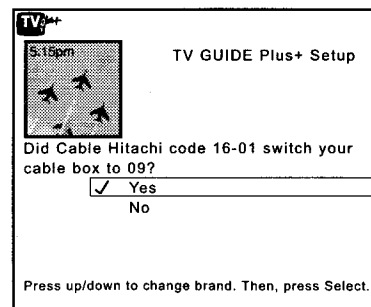 TV
5:15pm
TV GUIDE Plus+ Setup
Did Cable Hitachi code 16-01 switch your
cable box to 09?
✓ Yes
No
Press up/down to change brand. Then, press Select.